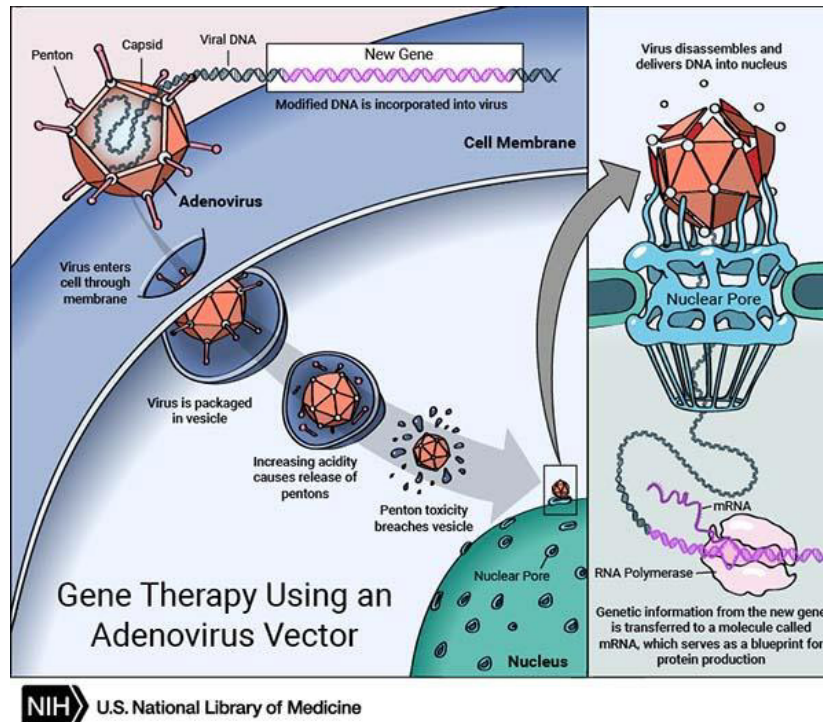 Penton
Capsid
Viral DNA
New Gene
Modified DNA is incorporated into virus
Cell Membrane
Adenovirus
Virus enters
cell through
membrane
Virus is packaged
in vesicle
Increasing acidity
causes release of
pentons
Penton toxicity
breaches vesicle
Nuclear Pore
Nucleus
Gene Therapy Using an
Adenovirus Vector
Virus disassembles and
delivers DNA into nucleus
Nuclear Pore
mRNA
RNA Polymerase
Genetic information from the new gene
is transferred to a molecule called
mRNA, which serves as a blueprint for
protein production
NIH U.S. National Library of Medicine